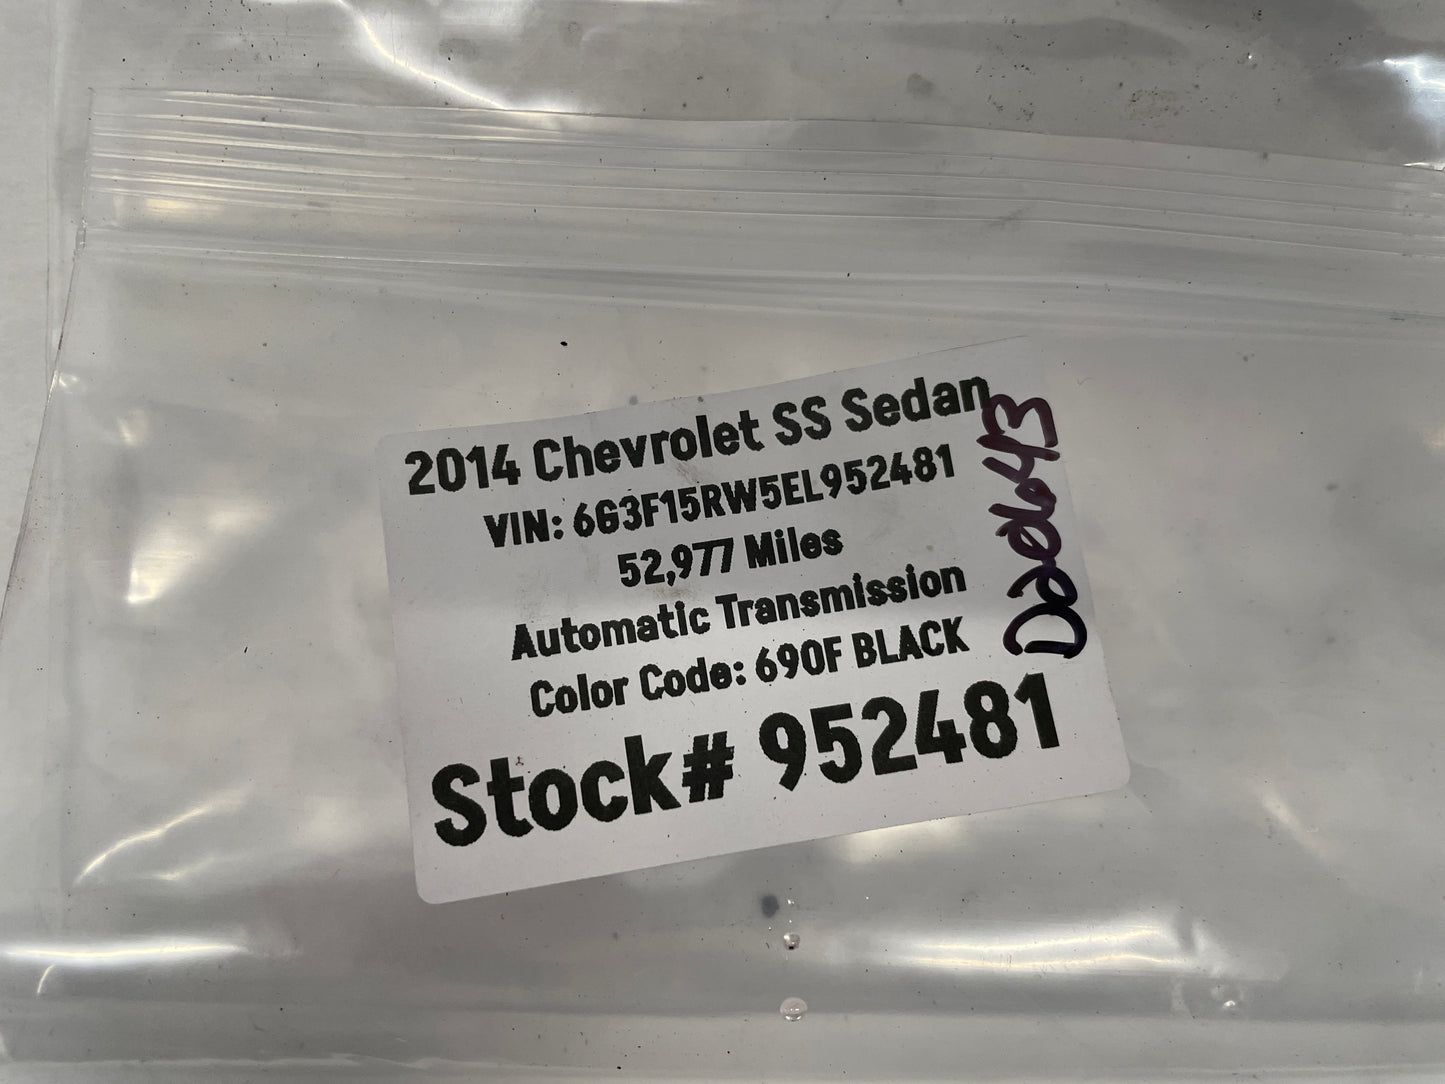 2014 Chevrolet SS Sedan
VIN: 6G3F15RW5EL952481
52,977 Miles
Automatic Transmission
Color Code: 690F BLACK
Stock# 952481